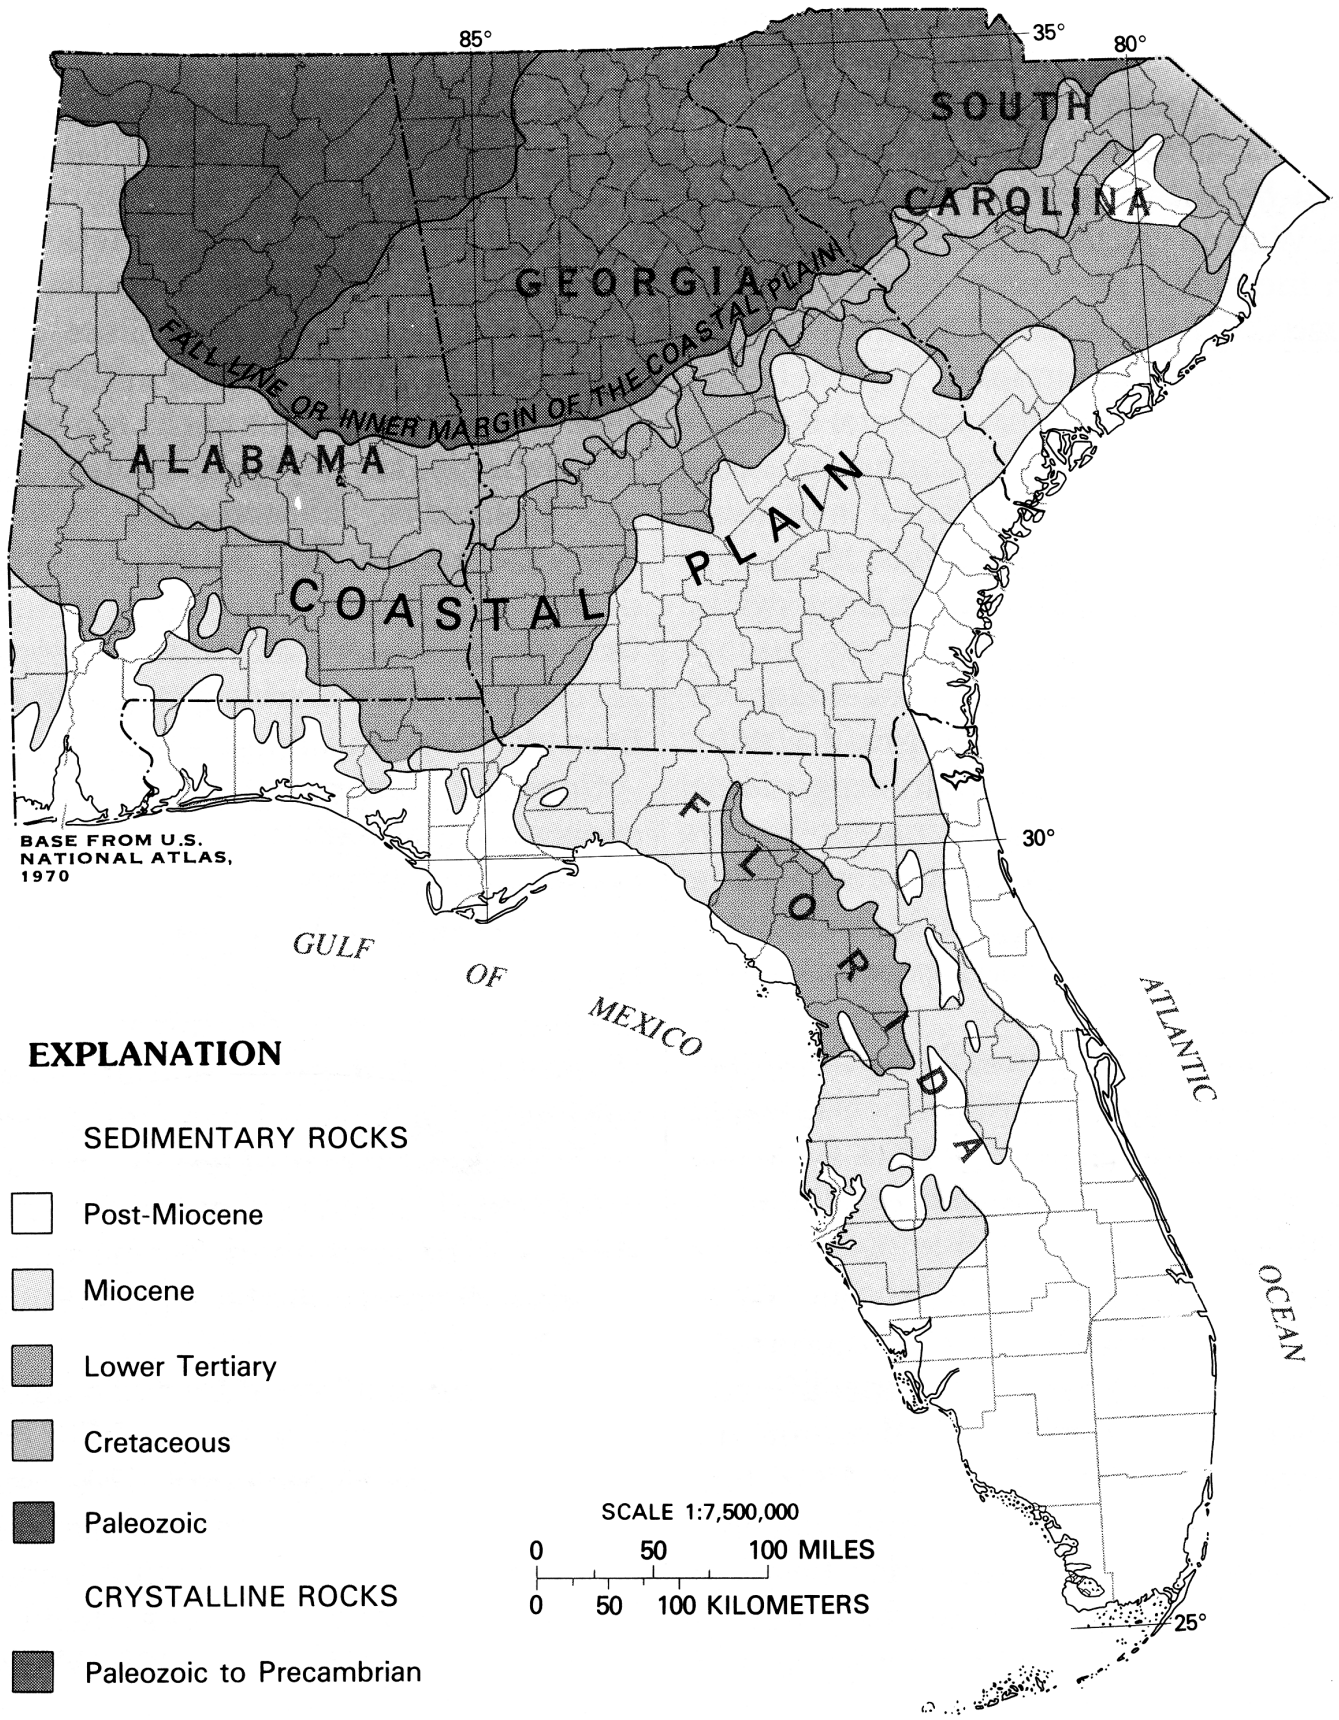 85°
35°
80°
SOUTH
CAROLINA
GEORGIA
FALL LINE OR INNER MARGIN OF THE COASTAL PLAIN
ALABAMA
COASTAL PLAIN
FLORIDA
BASE FROM U.S.
NATIONAL ATLAS,
1970
30°
GULF
OF
MEXICO
ATLANTIC
OCEAN
EXPLANATION
SEDIMENTARY ROCKS
Post-Miocene
Miocene
Lower Tertiary
Cretaceous
Paleozoic
CRYSTALLINE ROCKS
Paleozoic to Precambrian
SCALE 1:7,500,000
0 50 100 MILES
0 50 100 KILOMETERS
25°